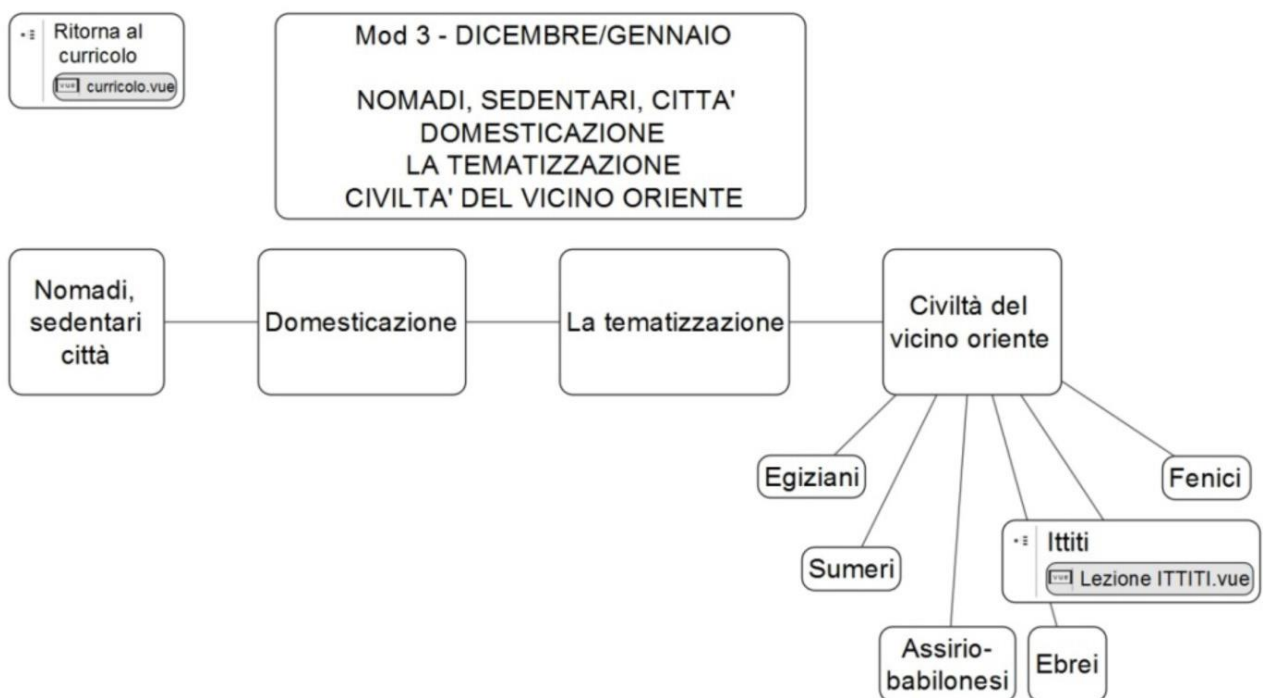 Ritorna al
curricolo
vue curricolo.vue
Mod 3 - DICEMBRE/GENNAIO
NOMADI, SEDENTARI, CITTA'
DOMESTICAZIONE
LA TEMATIZZAZIONE
CIVILTA' DEL VICINO ORIENTE
Nomadi,
sedentari
città
Domesticazione
La tematizzazione
Civiltà del
vicino oriente
Egiziani
Fenici
Ittiti
vue Lezione ITTITI.vue
Sumeri
Assirio-
babilonesi
Ebrei